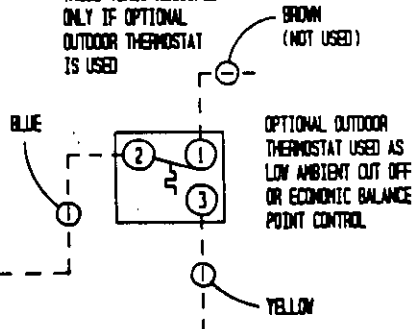 ONLY IF OPTIONAL
OUTDOOR THERMOSTAT
IS USED
BROWN
(NOT USED)
BLUE
2
1
3
OPTIONAL OUTDOOR
THERMOSTAT USED AS
LOW AMBIENT CUT OFF
OR ECONOMIC BALANCE
POINT CONTROL
YELLOW